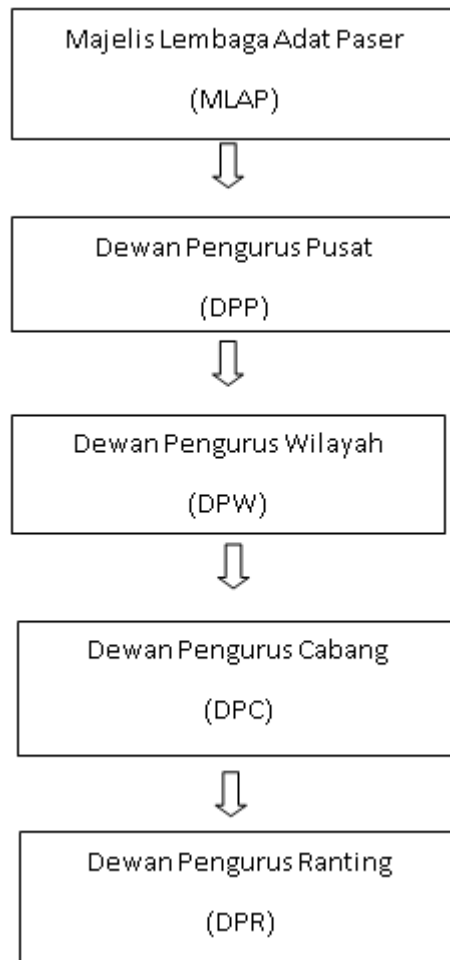 Majelis Lembaga Adat Paser
(MLAP)
Dewan Pengurus Pusat
(DPP)
Dewan Pengurus Wilayah
(DPW)
Dewan Pengurus Cabang
(DPC)
Dewan Pengurus Ranting
(DPR)